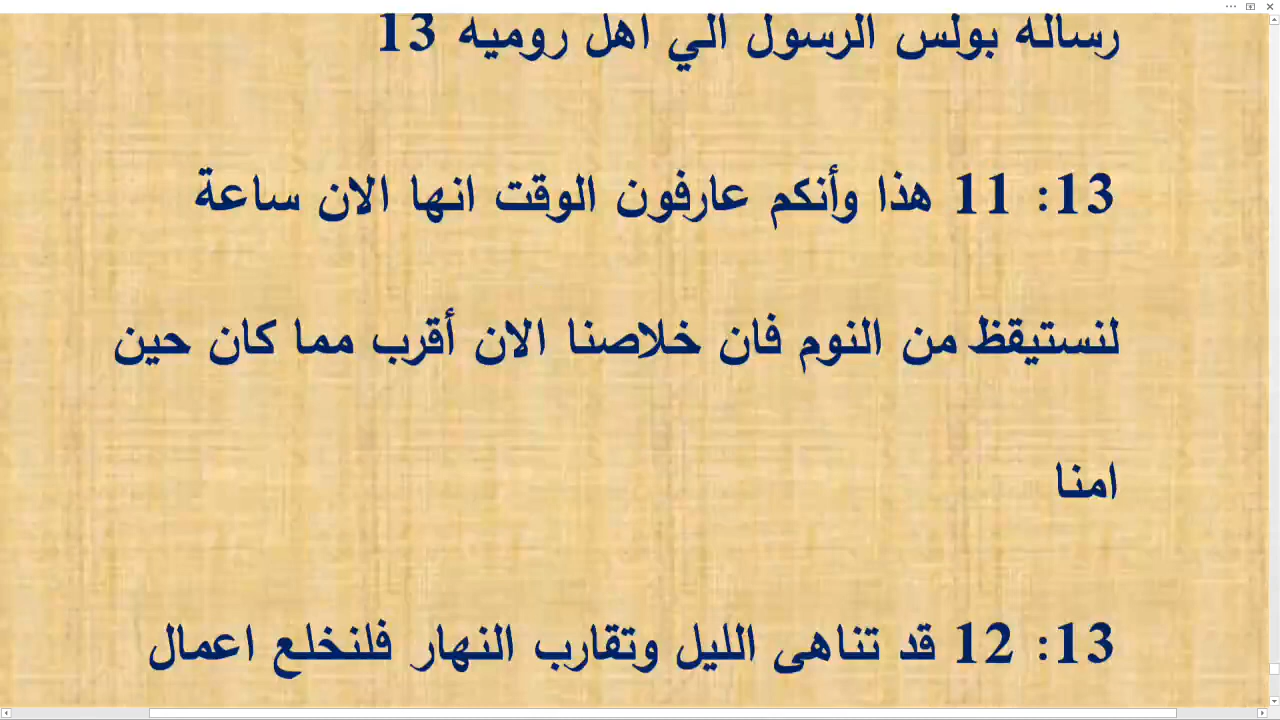 رساله بولس الرسول الي اهل روميه 13
13: 11 هذا وأنكم عارفون الوقت انها الان ساعة
لنستيقظ من النوم فان خلاصنا الان أقرب مما كان حين
امنا
13: 12 قد تناهى الليل وتقارب النهار فلنخلع اعمال